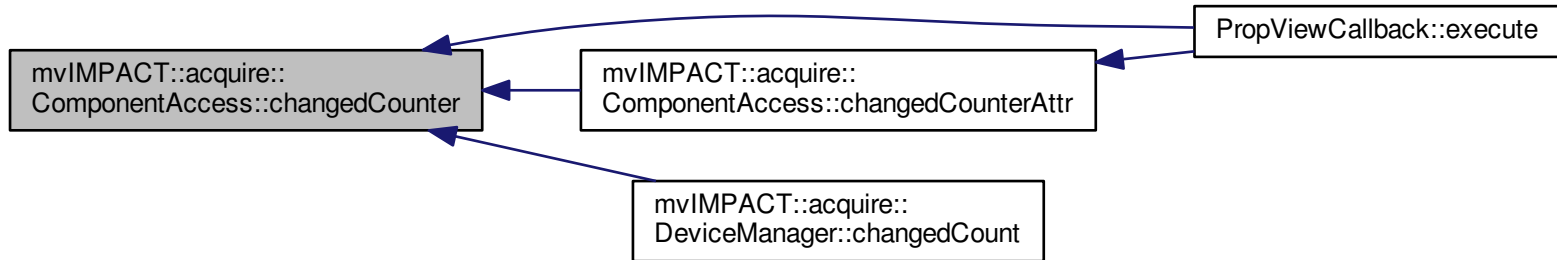 mvIMPACT::acquire::
ComponentAccess::changedCounter
mvIMPACT::acquire::
ComponentAccess::changedCounterAttr
PropViewCallback::execute
mvIMPACT::acquire::
DeviceManager::changedCount